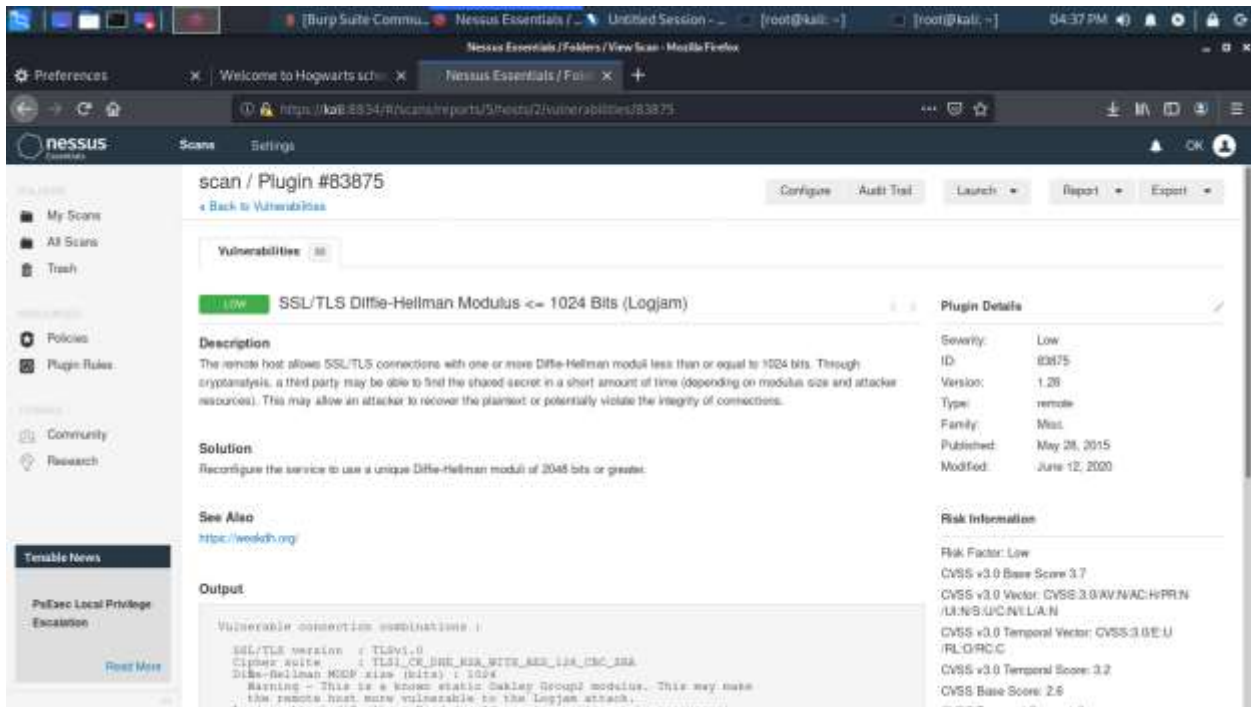 [Burp Suite Commu...
Nessus Essentials / ...
Untitled Session - ...
[root@kali: ~]
[root@kali: ~]
04:37 PM
Nessus Essentials / Folders / View Scan - Mozilla Firefox
Preferences
Welcome to Hogwarts sch
Nessus Essentials / Fol
https://kali:8834/#/scans/reports/5/hosts/2/vulnerabilities/83875
nessus
Essentials
Scans
Settings
OK
scan / Plugin #83875
Configure
Audit Trail
Launch
Report
Export
Back to Vulnerabilities
My Scans
All Scans
Trash
Policies
Plugin Rules
Community
Research
Tenable News
PsExec Local Privilege
Escalation
Read More
Vulnerabilities
LOW
SSL/TLS Diffie-Hellman Modulus <= 1024 Bits (Logjam)
Description
The remote host allows SSL/TLS connections with one or more Diffie-Hellman moduli less than or equal to 1024 bits. Through
cryptanalysis, a third party may be able to find the shared secret in a short amount of time (depending on modulus size and attacker
resources). This may allow an attacker to recover the plaintext or potentially violate the integrity of connections.
Solution
Reconfigure the service to use a unique Diffie-Hellman moduli of 2048 bits or greater.
See Also
https://weakdh.org/
Output
Vulnerable connection combinations :
SSL/TLS version : TLSv1.0
Cipher suite : TLS1_CK_DHE_RSA_WITH_AES_128_CBC_SHA
Diffie-Hellman MODP size (bits) : 1024
Warning - This is a known static Oakley Group2 modulus. This may make
the remote host more vulnerable to the Logjam attack.
Plugin Details
Severity: Low
ID: 83875
Version: 1.28
Type: remote
Family: Misc.
Published: May 28, 2015
Modified: June 12, 2020
Risk Information
Risk Factor: Low
CVSS v3.0 Base Score 3.7
CVSS v3.0 Vector: CVSS:3.0/AV:N/AC:H/PR:N
/UI:N/S:U/C:N/I:L/A:N
CVSS v3.0 Temporal Vector: CVSS:3.0/E:U
/RL:O/RC:C
CVSS v3.0 Temporal Score: 3.2
CVSS Base Score: 2.6